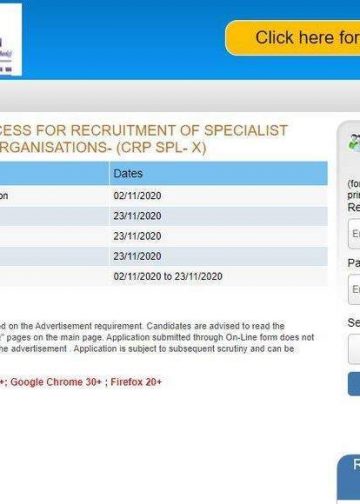 Click here for
CESS FOR RECRUITMENT OF SPECIALIST
RGANISATIONS- (CRP SPL- X)
Dates
on 02/11/2020
23/11/2020
23/11/2020
23/11/2020
02/11/2020 to 23/11/2020
ed on the Advertisement requirement. Candidates are advised to read the
" pages on the main page. Application submitted through On-Line form does not
he advertisement . Application is subject to subsequent scrutiny and can be
+; Google Chrome 30+ ; Firefox 20+
(fo
pri
Re
E
Pa
E
Se
R